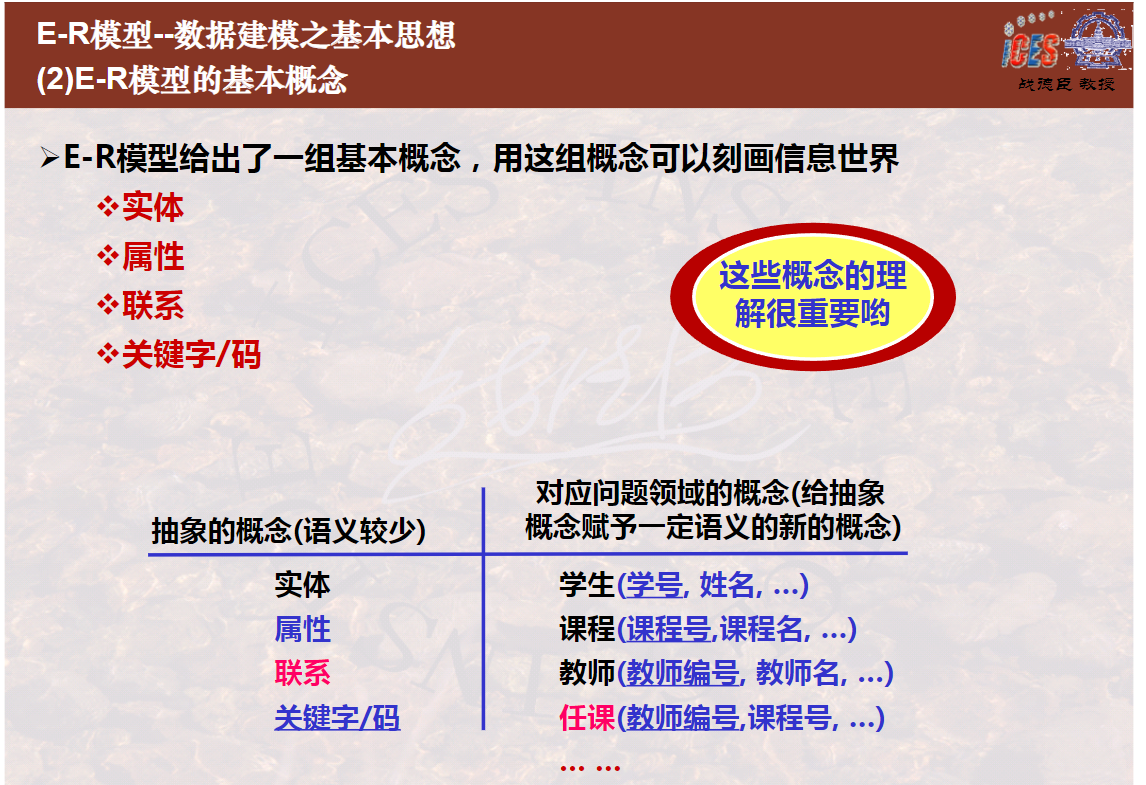 E-R模型--数据建模之基本思想
(2)E-R模型的基本概念
iCES
战德臣 教授
➢E-R模型给出了一组基本概念，用这组概念可以刻画信息世界
❖实体
❖属性
❖联系
❖关键字/码
这些概念的理
解很重要哟
抽象的概念(语义较少)
对应问题领域的概念(给抽象
概念赋予一定语义的新的概念)
实体
学生(学号, 姓名, …)
属性
课程(课程号,课程名, …)
联系
教师(教师编号, 教师名, …)
关键字/码
任课(教师编号,课程号, …)
… …